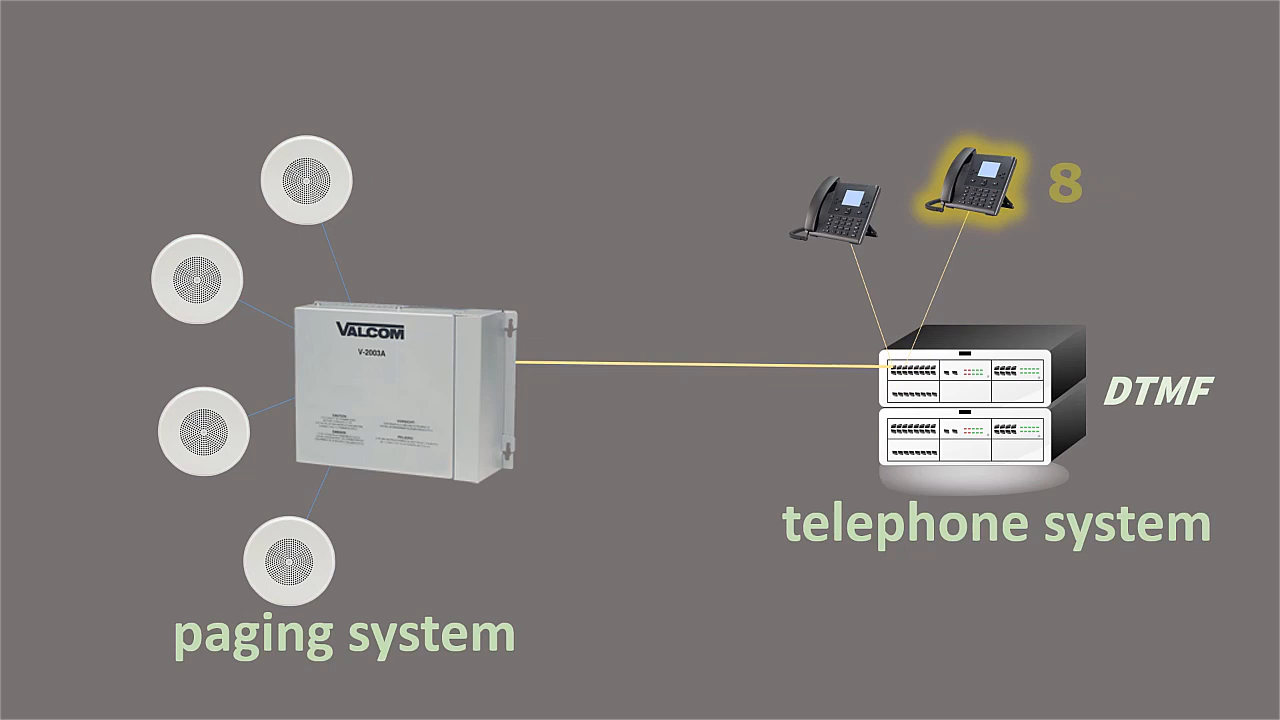 8
VALCOM
V-2003A
DTMF
telephone system
paging system